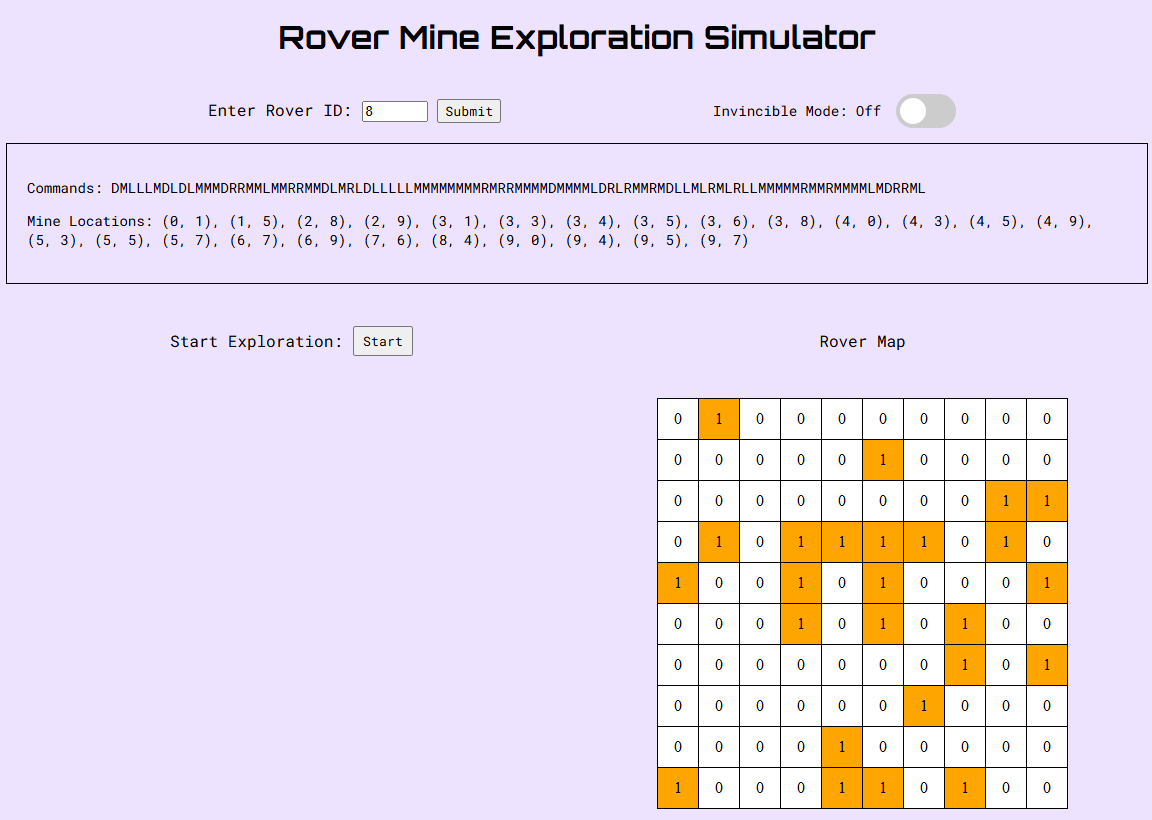 Rover Mine Exploration Simulator
Enter Rover ID: 8 Submit
Invincible Mode: Off
Commands: DMLLLMDLDLMMMDRRMMLMMRRMMDLMRLDLLLLLMMMMMMMMRMRRMMMMDMMMMLDRLRMMRMDLLMLRMLRLLMMMMMRMMRMMMMLMDRRML
Mine Locations: (0, 1), (1, 5), (2, 8), (2, 9), (3, 1), (3, 3), (3, 4), (3, 5), (3, 6), (3, 8), (4, 0), (4, 3), (4, 5), (4, 9),
(5, 3), (5, 5), (5, 7), (6, 7), (6, 9), (7, 6), (8, 4), (9, 0), (9, 4), (9, 5), (9, 7)
Start Exploration: Start
Rover Map
0 1 0 0 0 0 0 0 0 0
0 0 0 0 0 1 0 0 0 0
0 0 0 0 0 0 0 0 1 1
0 1 0 1 1 1 1 0 1 0
1 0 0 1 0 1 0 0 0 1
0 0 0 1 0 1 0 1 0 0
0 0 0 0 0 0 0 1 0 1
0 0 0 0 0 0 1 0 0 0
0 0 0 0 1 0 0 0 0 0
1 0 0 0 1 1 0 1 0 0